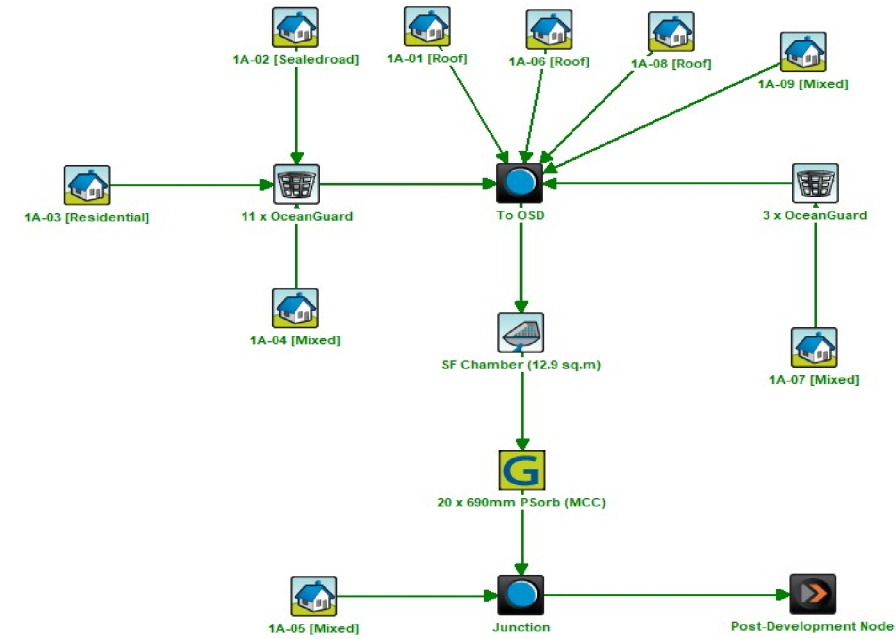 1A-02 [Sealedroad]
1A-01 [Roof]
1A-06 [Roof]
1A-08 [Roof]
1A-09 [Mixed]
1A-03 [Residential]
11 x OceanGuard
To OSD
3 x OceanGuard
1A-04 [Mixed]
SF Chamber (12.9 sq.m)
1A-07 [Mixed]
G
20 x 690mm PSorb (MCC)
1A-05 [Mixed]
Junction
Post-Development Node